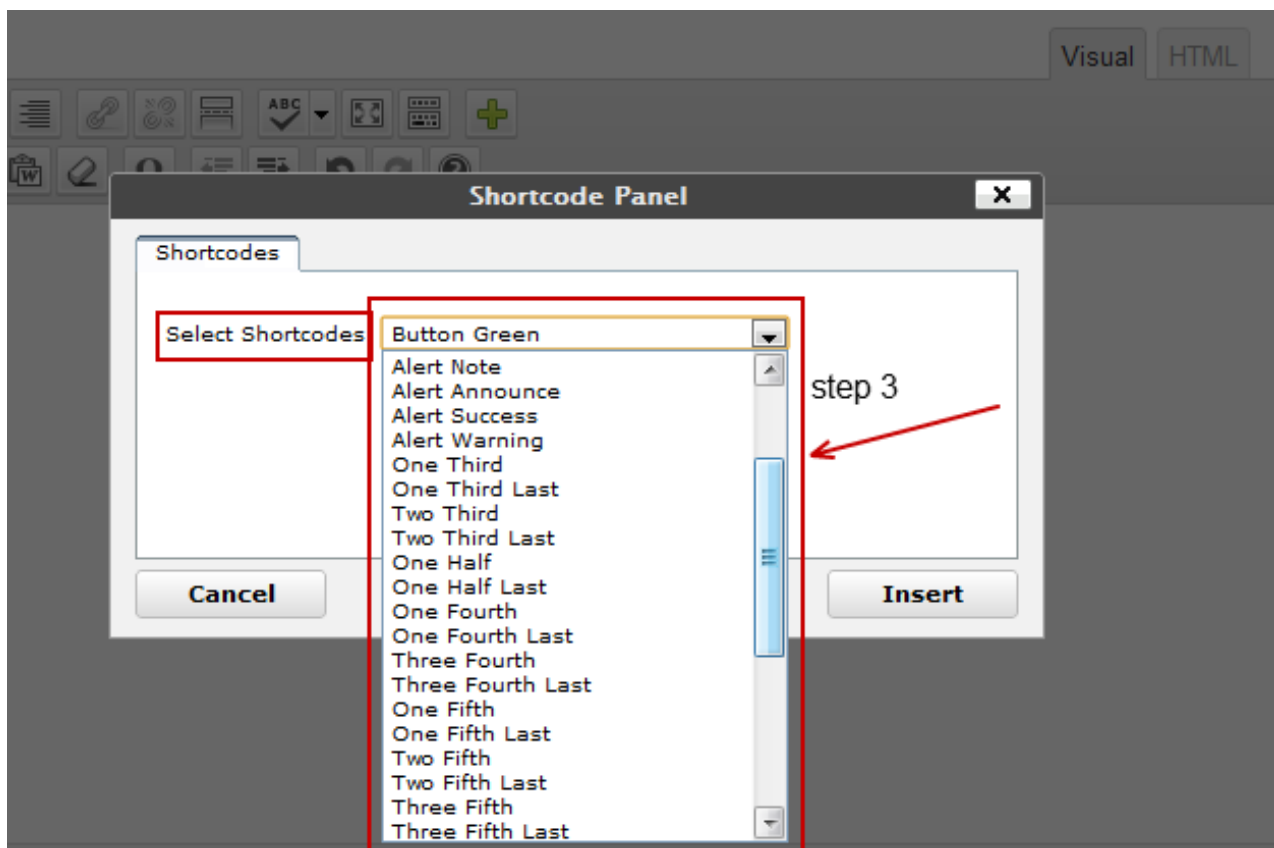 Visual HTML
ABC
W
Shortcode Panel
Shortcodes
Select Shortcodes Button Green
Alert Note
Alert Announce
step 3
Alert Success
Alert Warning
One Third
One Third Last
Two Third
Two Third Last
One Half
One Half Last
One Fourth
One Fourth Last
Three Fourth
Three Fourth Last
One Fifth
One Fifth Last
Two Fifth
Two Fifth Last
Three Fifth
Three Fifth Last
Cancel
Insert